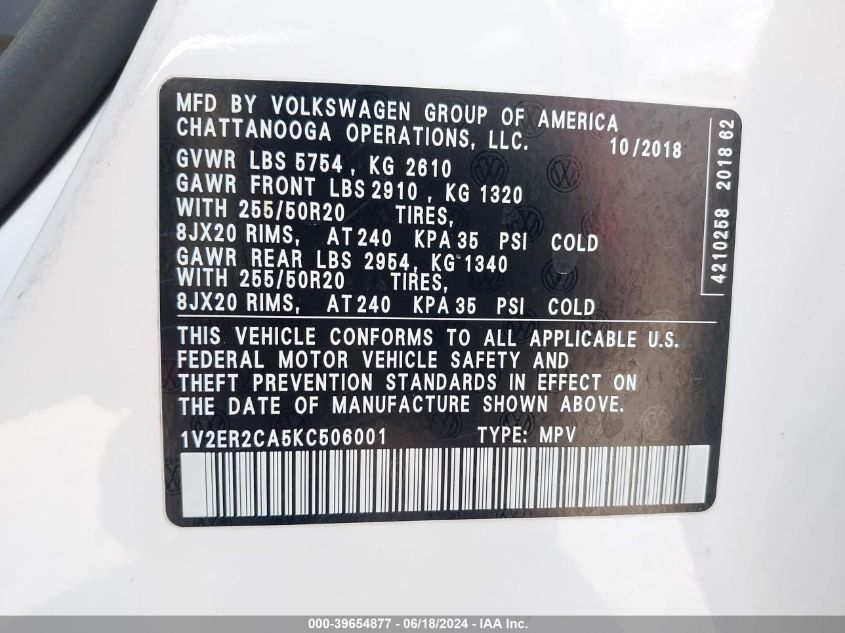 MFD BY VOLKSWAGEN GROUP OF AMERICA
CHATTANOOGA OPERATIONS, LLC. 10/2018
GVWR LBS 5754, KG 2610
GAWR FRONT LBS 2910, KG 1320
WITH 255/50R20 TIRES,
8JX20 RIMS, AT 240 KPA 35 PSI COLD
GAWR REAR LBS 2954, KG 1340
WITH 255/50R20 TIRES,
8JX20 RIMS, AT 240 KPA 35 PSI COLD
THIS VEHICLE CONFORMS TO ALL APPLICABLE U.S.
FEDERAL MOTOR VEHICLE SAFETY AND
THEFT PREVENTION STANDARDS IN EFFECT ON
THE DATE OF MANUFACTURE SHOWN ABOVE.
1V2ER2CA5KC506001 TYPE: MPV
4210258 2018 62
000-39654877 - 06/18/2024 - IAA Inc.